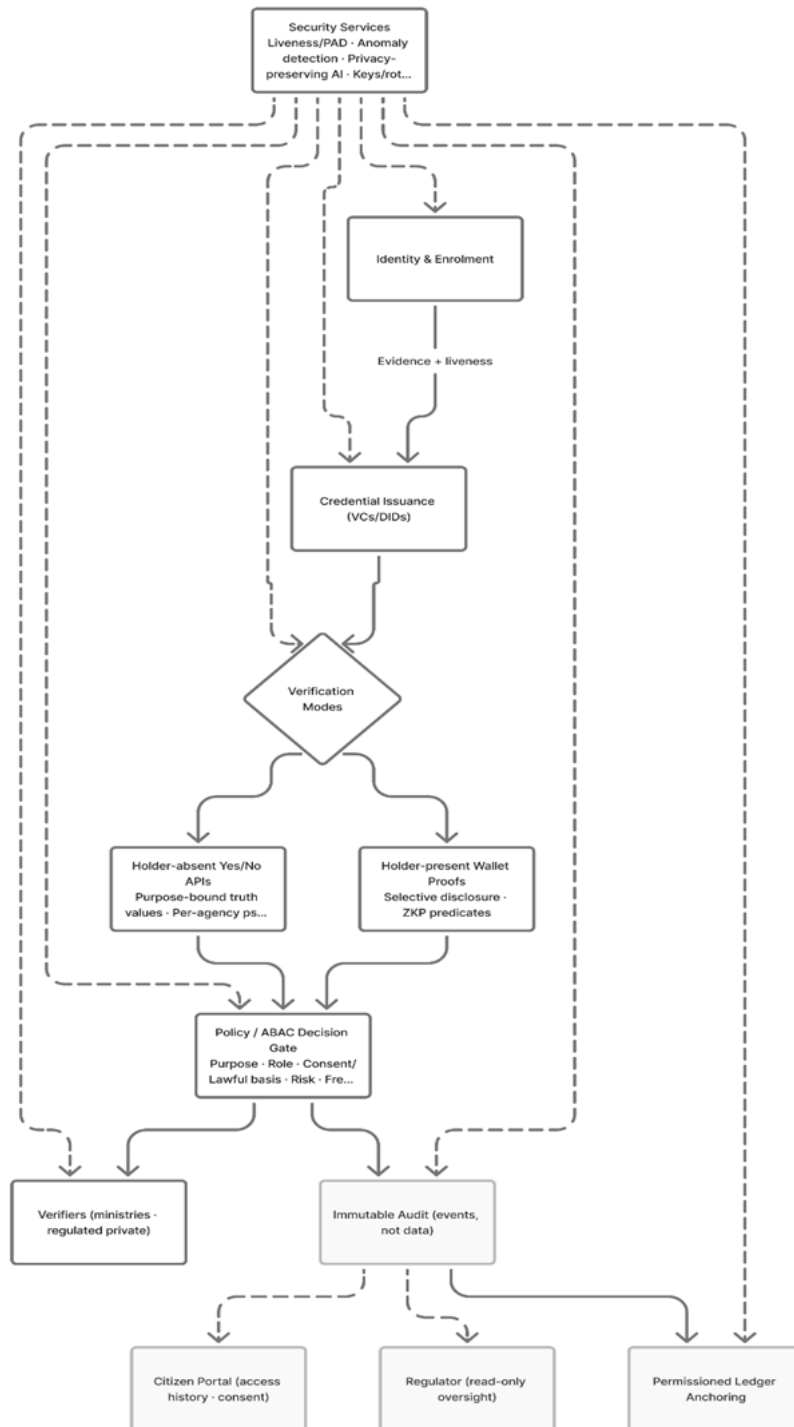 Security Services
Liveness/PAD · Anomaly
detection · Privacy-
preserving AI · Keys/rot...
Identity & Enrolment
Evidence + liveness
Credential Issuance
(VCs/DIDs)
Verification
Modes
Holder-absent Yes/No
APIs
Purpose-bound truth
values · Per-agency ps...
Holder-present Wallet
Proofs
Selective disclosure ·
ZKP predicates
Policy / ABAC Decision
Gate
Purpose · Role · Consent/
Lawful basis · Risk · Fre...
Verifiers (ministries ·
regulated private)
Immutable Audit (events,
not data)
Citizen Portal (access
history · consent)
Regulator (read-only
oversight)
Permissioned Ledger
Anchoring